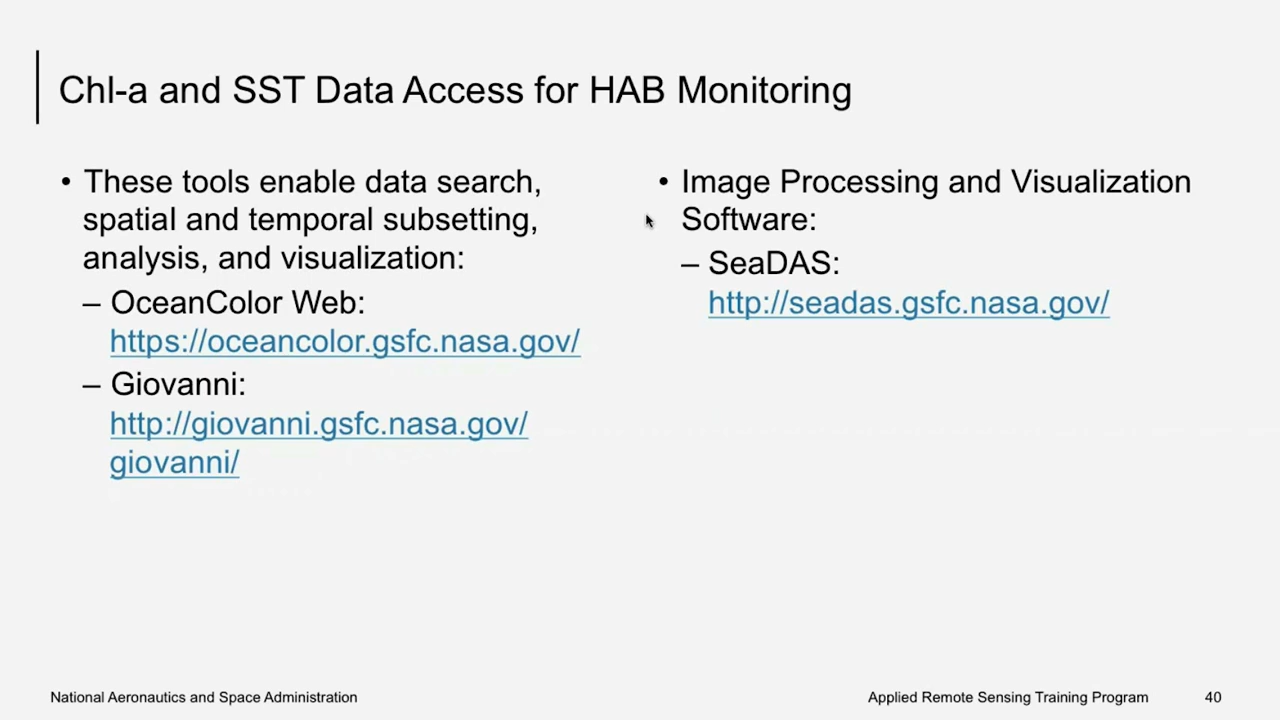 Chl-a and SST Data Access for HAB Monitoring
• These tools enable data search,
spatial and temporal subsetting,
analysis, and visualization:
– OceanColor Web:
https://oceancolor.gsfc.nasa.gov/
– Giovanni:
http://giovanni.gsfc.nasa.gov/
giovanni/
• Image Processing and Visualization
Software:
– SeaDAS:
http://seadas.gsfc.nasa.gov/
National Aeronautics and Space Administration
Applied Remote Sensing Training Program
40